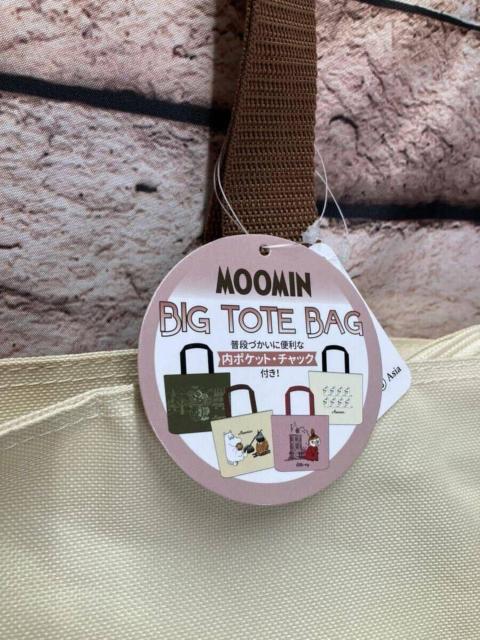 MOOMIN
BIG TOTE BAG
普段づかいに便利な
内ポケット・チャック
付き!
Asia